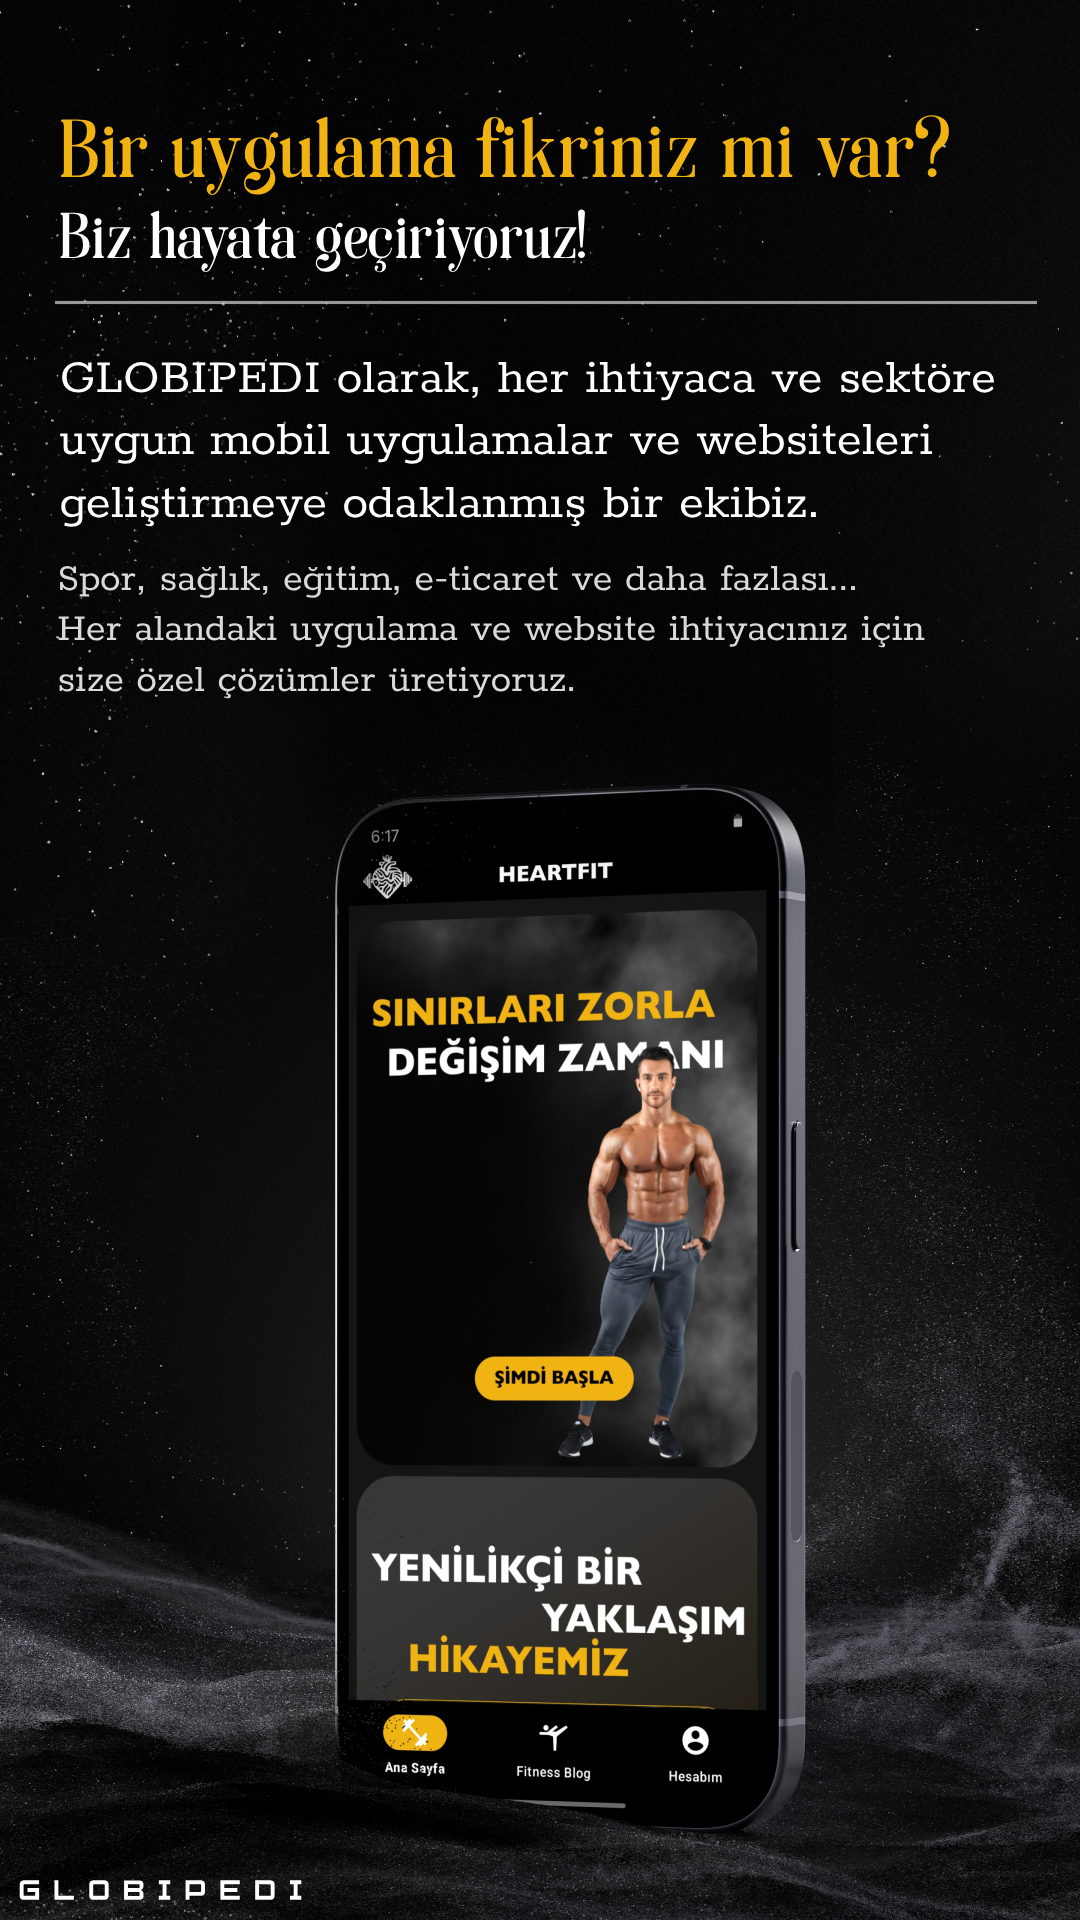 Bir uygulama fikriniz mi var?
Biz hayata geçiriyoruz!
GLOBIPEDI olarak, her ihtiyaca ve sektöre
uygun mobil uygulamalar ve websiteleri
geliştirmeye odaklanmış bir ekibiz.
Spor, sağlık, eğitim, e-ticaret ve daha fazlası...
Her alandaki uygulama ve website ihtiyacınız için
size özel çözümler üretiyoruz.
6:17
HEARTFIT
SINIRLARI ZORLA
DEĞİŞİM ZAMANI
ŞİMDİ BAŞLA
YENİLİKÇİ BİR
YAKLAŞIM
HİKAYEMİZ
Ana Sayfa
Fitness Blog
Hesabım
GLOBIPEDI